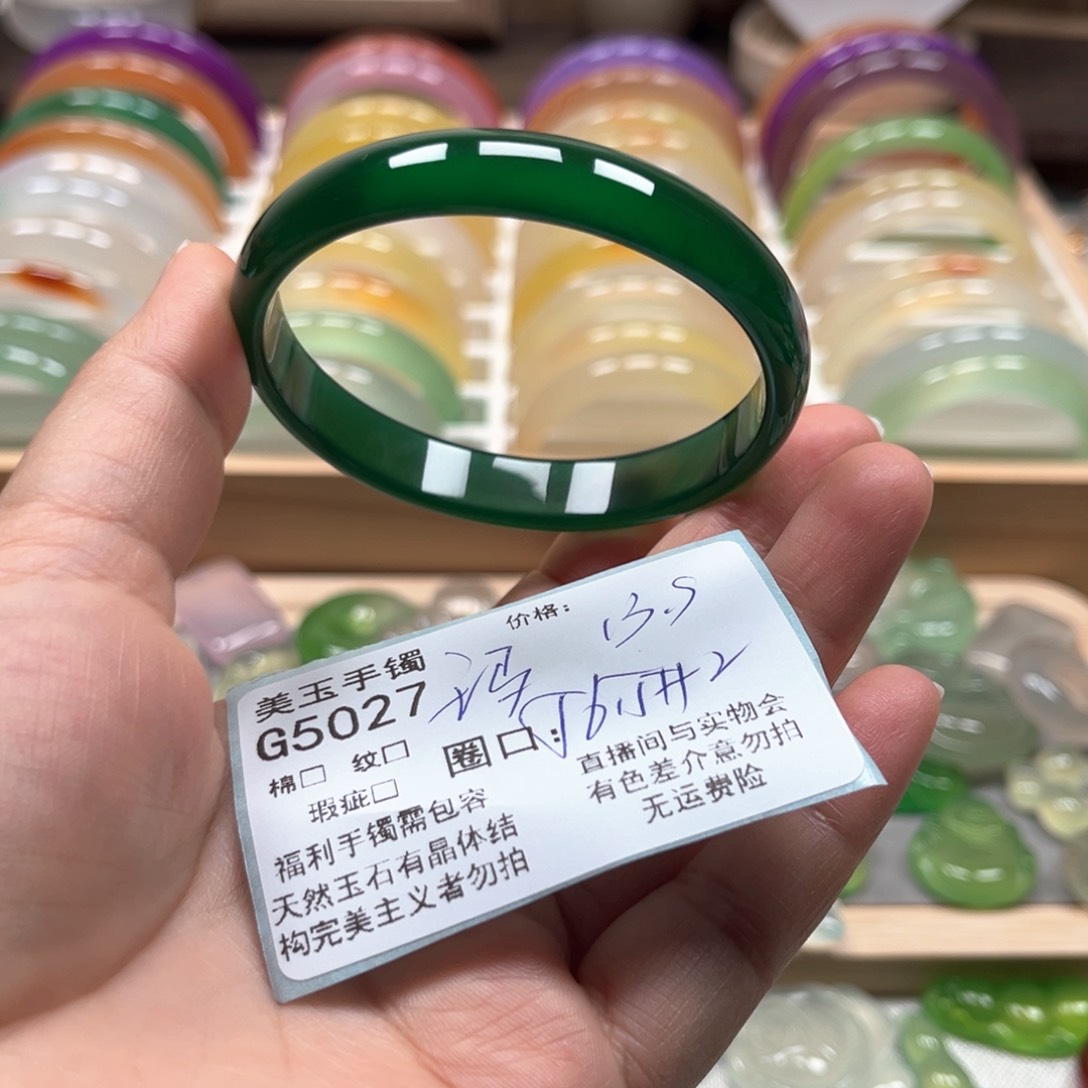 价格: 13.5
美玉手镯
G5027
棉□ 纹□
圈口:
瑕疵□
福利手镯需包容
天然玉石有晶体结
构完美主义者勿拍
直播间与实物会
有色差介意勿拍
无运费险